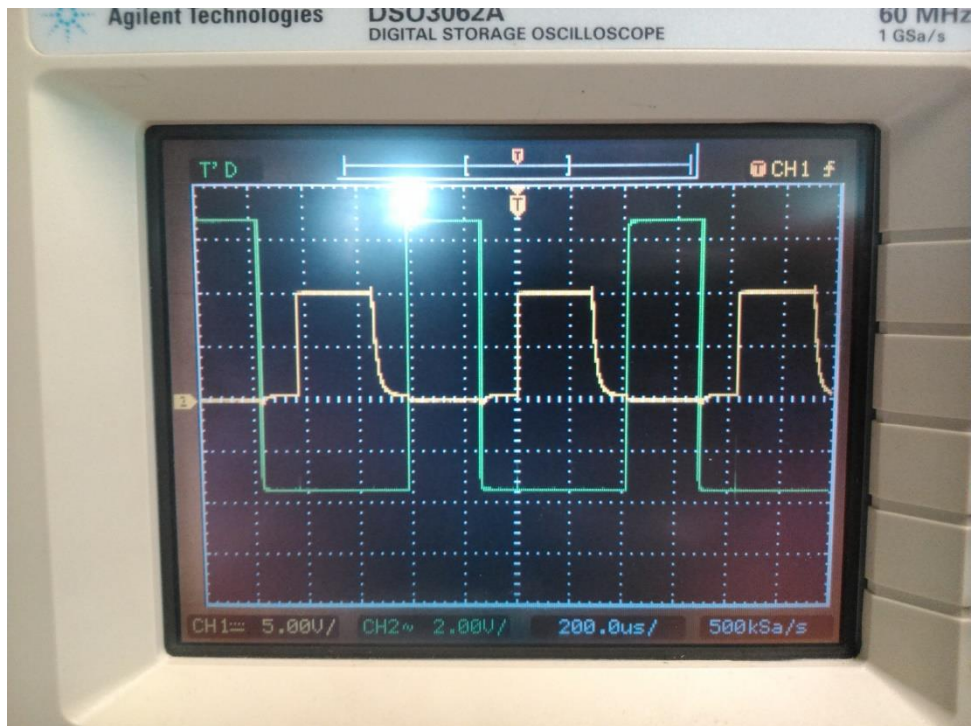 Agilent Technologies DSO3062A 60 MHz
DIGITAL STORAGE OSCILLOSCOPE 1 GSa/s
T'D T CH1
T
1
CH1 5.00V/ CH2~ 2.00V/ 200.0us/ 500kSa/s